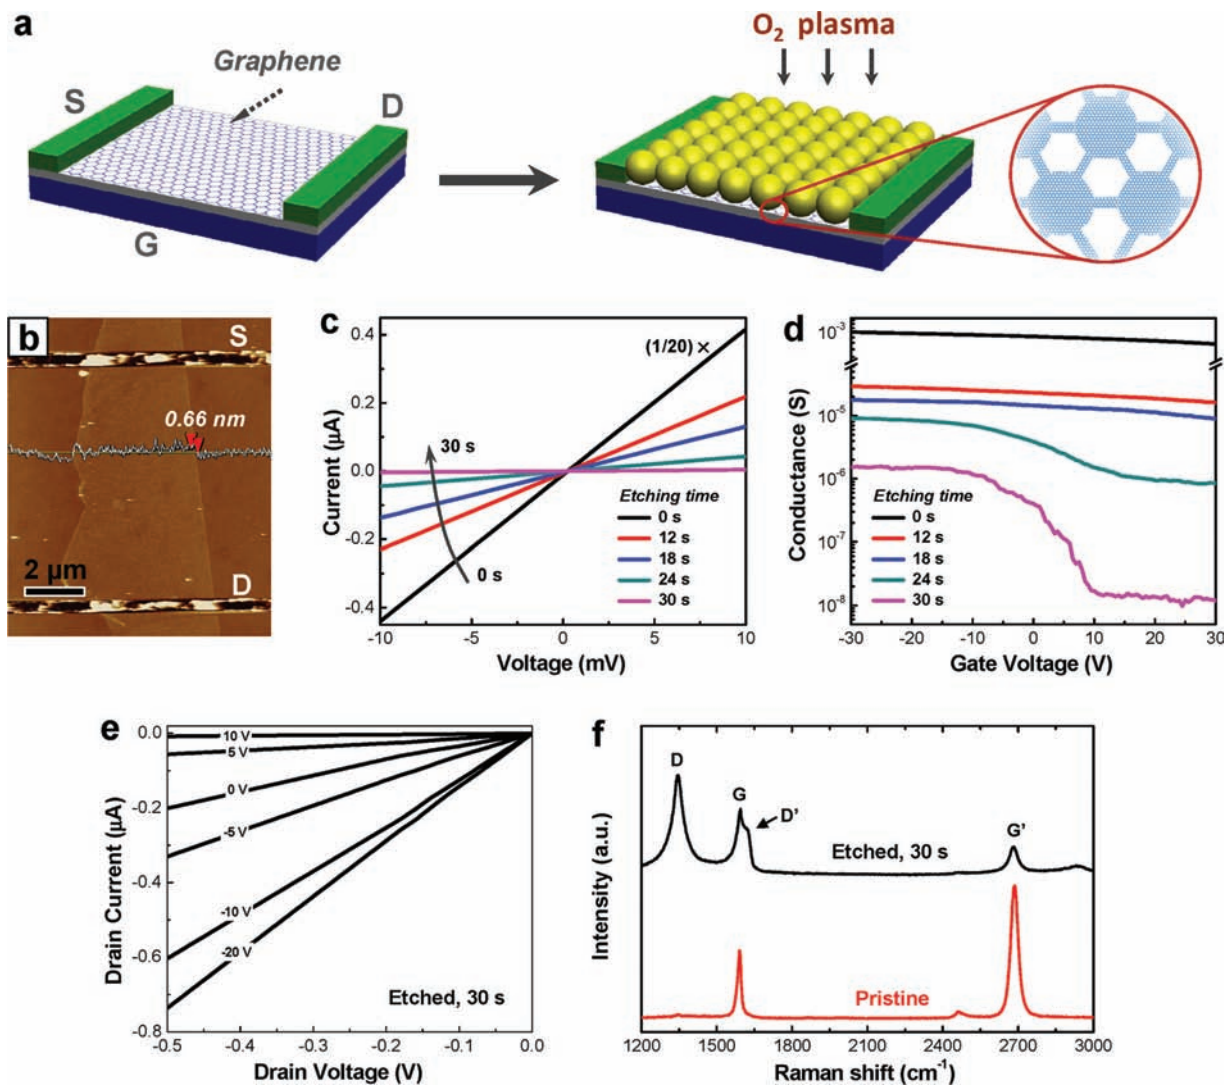 a
Graphene
S
D
G
O2 plasma
b
S
0.66 nm
2 µm
D
c
Current (µA)
0.4
0.2
0.0
-0.2
-0.4
(1/20) ×
30 s
0 s
Etching time
0 s
12 s
18 s
24 s
30 s
-10
-5
0
5
10
Voltage (mV)
d
Conductance (S)
10-3
10-5
10-6
10-7
10-8
Etching time
0 s
12 s
18 s
24 s
30 s
-30
-20
-10
0
10
20
30
Gate Voltage (V)
e
Drain Current (µA)
0.0
-0.2
-0.4
-0.6
-0.8
10 V
5 V
0 V
-5 V
-10 V
-20 V
Etched, 30 s
-0.5
-0.4
-0.3
-0.2
-0.1
0.0
Drain Voltage (V)
f
Intensity (a.u.)
D
G
D'
G'
Etched, 30 s
Pristine
1200
1500
1800
2100
2400
2700
3000
Raman shift (cm-1)